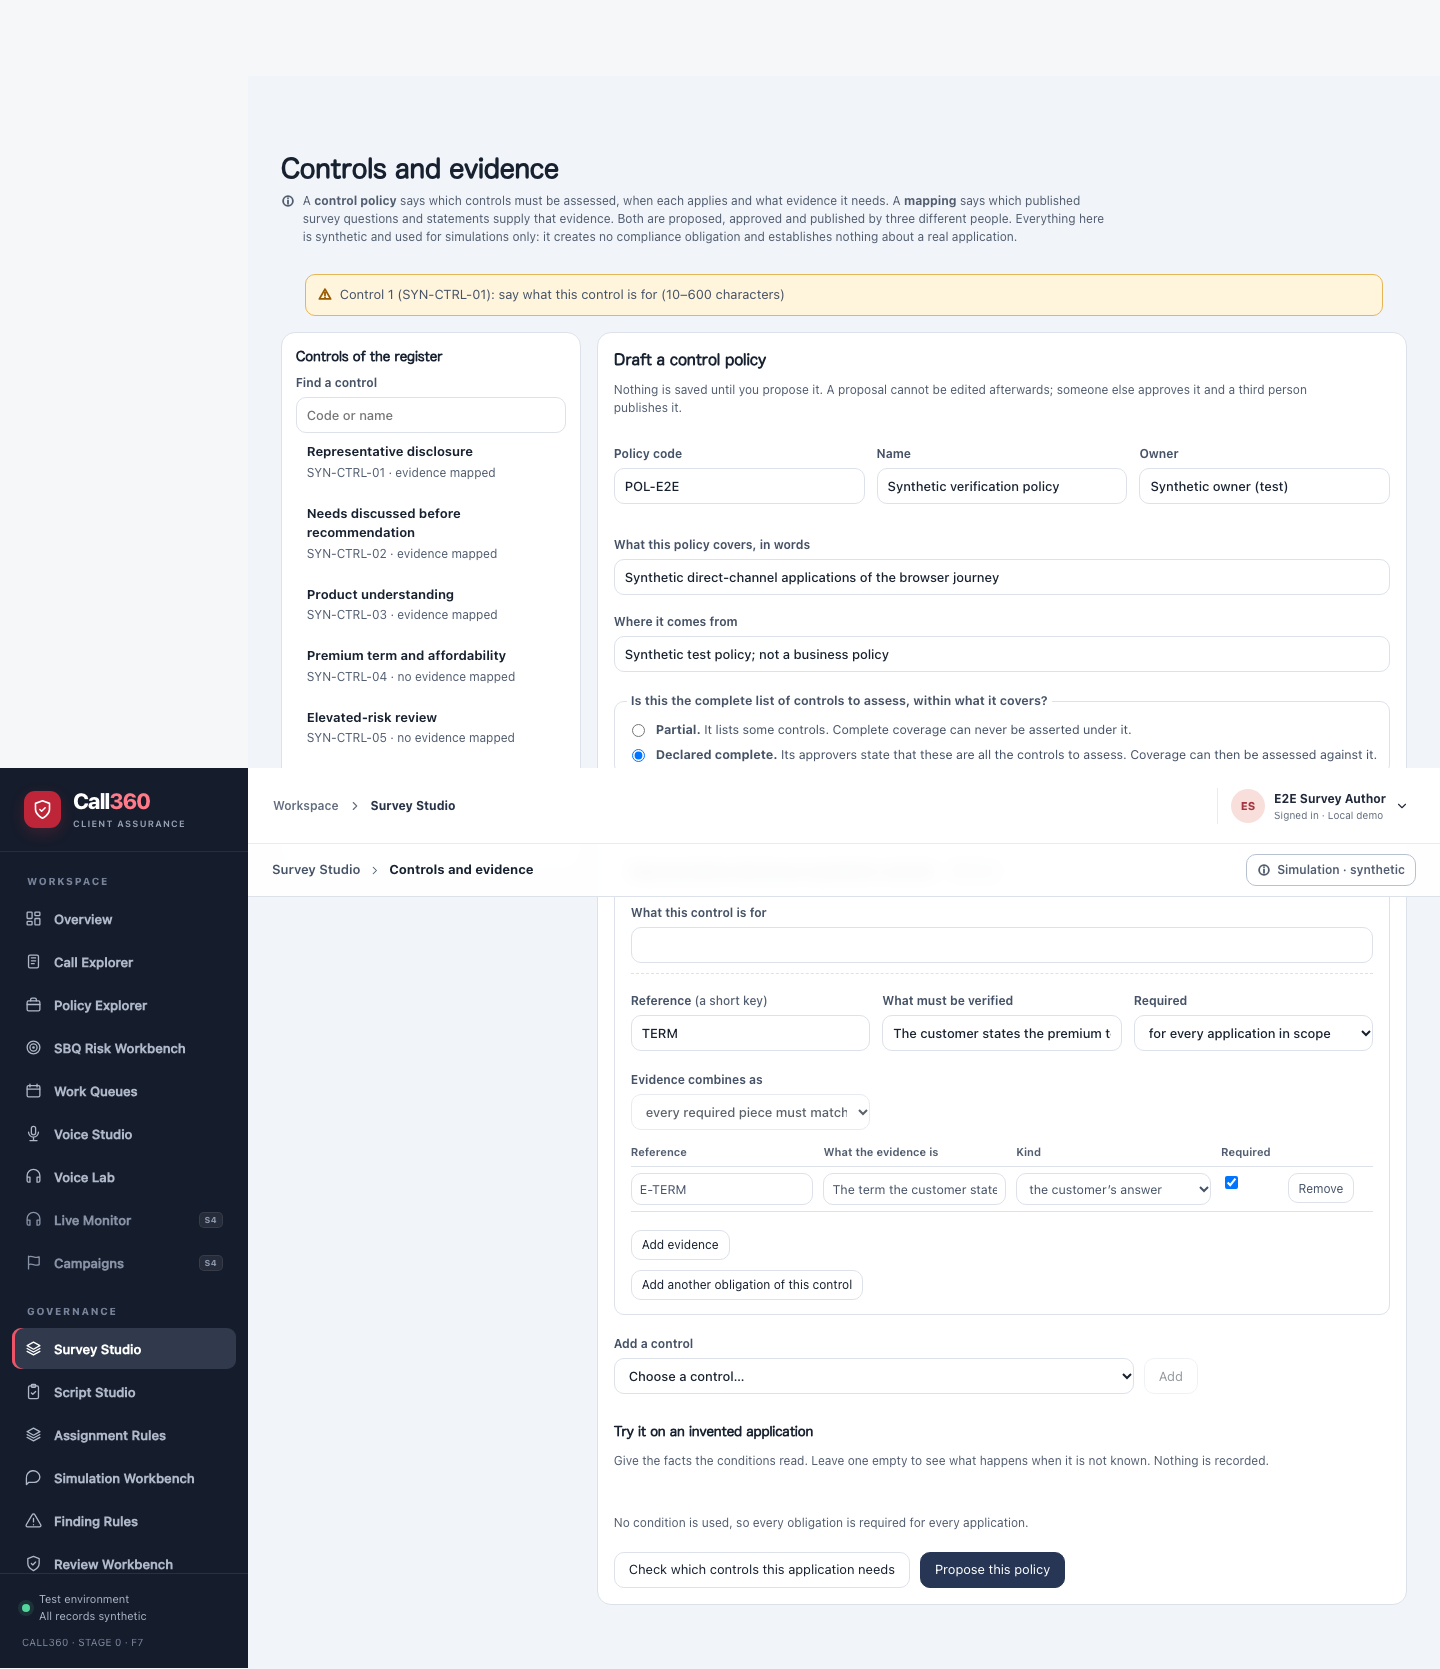 Controls and evidence
A control policy says which controls must be assessed, when each applies and what evidence it needs. A mapping says which published
survey questions and statements supply that evidence. Both are proposed, approved and published by three different people. Everything here
is synthetic and used for simulations only: it creates no compliance obligation and establishes nothing about a real application.
Control 1 (SYN-CTRL-01): say what this control is for (10–600 characters)
Controls of the register
Find a control
Code or name
Representative disclosure
SYN-CTRL-01 · evidence mapped
Needs discussed before
recommendation
SYN-CTRL-02 · evidence mapped
Product understanding
SYN-CTRL-03 · evidence mapped
Premium term and affordability
SYN-CTRL-04 · no evidence mapped
Elevated-risk review
SYN-CTRL-05 · no evidence mapped
Draft a control policy
Nothing is saved until you propose it. A proposal cannot be edited afterwards; someone else approves it and a third person
publishes it.
Policy code
Name
Owner
POL-E2E
Synthetic verification policy
Synthetic owner (test)
What this policy covers, in words
Synthetic direct-channel applications of the browser journey
Where it comes from
Synthetic test policy; not a business policy
Is this the complete list of controls to assess, within what it covers?
Partial. It lists some controls. Complete coverage can never be asserted under it.
Declared complete. Its approvers state that these are all the controls to assess. Coverage can then be assessed against it.
Call360
CLIENT ASSURANCE
WORKSPACE
Overview
Call Explorer
Policy Explorer
SBQ Risk Workbench
Work Queues
Voice Studio
Voice Lab
Live Monitor S4
Campaigns S4
GOVERNANCE
Survey Studio
Script Studio
Assignment Rules
Simulation Workbench
Finding Rules
Review Workbench
Test environment
All records synthetic
CALL360 · STAGE 0 · F7
Workspace > Survey Studio
ES
E2E Survey Author
Signed in · Local demo
Survey Studio > Controls and evidence
Simulation · synthetic
What this control is for
Reference (a short key)
What must be verified
Required
TERM
The customer states the premium t
for every application in scope
Evidence combines as
every required piece must match
Reference
What the evidence is
Kind
Required
E-TERM
The term the customer state
the customer's answer
Remove
Add evidence
Add another obligation of this control
Add a control
Choose a control...
Add
Try it on an invented application
Give the facts the conditions read. Leave one empty to see what happens when it is not known. Nothing is recorded.
No condition is used, so every obligation is required for every application.
Check which controls this application needs
Propose this policy